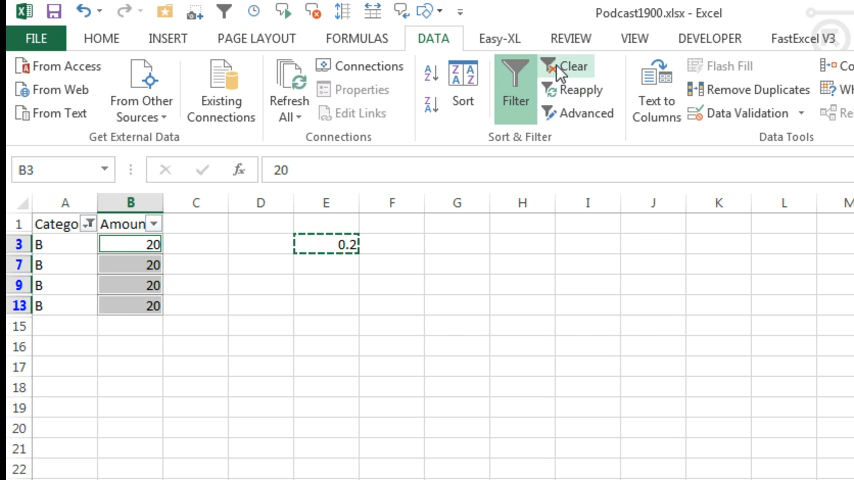 Podcast1900.xlsx - Excel
FILE HOME INSERT PAGE LAYOUT FORMULAS DATA Easy-XL REVIEW VIEW DEVELOPER FastExcel V3
From Access
From Web
From Text
From Other
Sources
Existing
Connections
Get External Data
Refresh
All
Connections
Properties
Edit Links
Connections
Sort
Filter
Clear
Reapply
Advanced
Sort & Filter
Text to
Columns
Flash Fill
Remove Duplicates
Data Validation
Co
Wh
Re
Data Tools
B3 fx 20
A B C D E F G H I J K L M
1 Catego Amoun
3 B 20 0.2
7 B 20
9 B 20
13 B 20
15
16
17
18
19
20
21
22